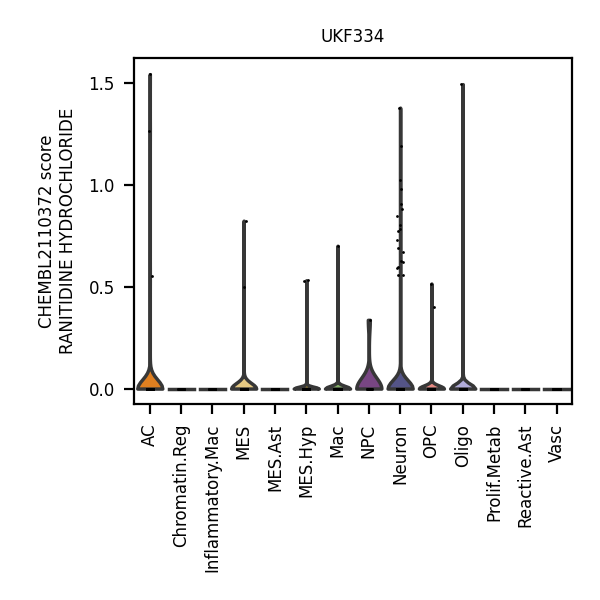 UKF334
CHEMBL2110372 score
RANITIDINE HYDROCHLORIDE
1.5
1.0
0.5
0.0
AC
Chromatin.Reg
Inflammatory.Mac
MES
MES.Ast
MES.Hyp
Mac
NPC
Neuron
OPC
Oligo
Prolif.Metab
Reactive.Ast
Vasc